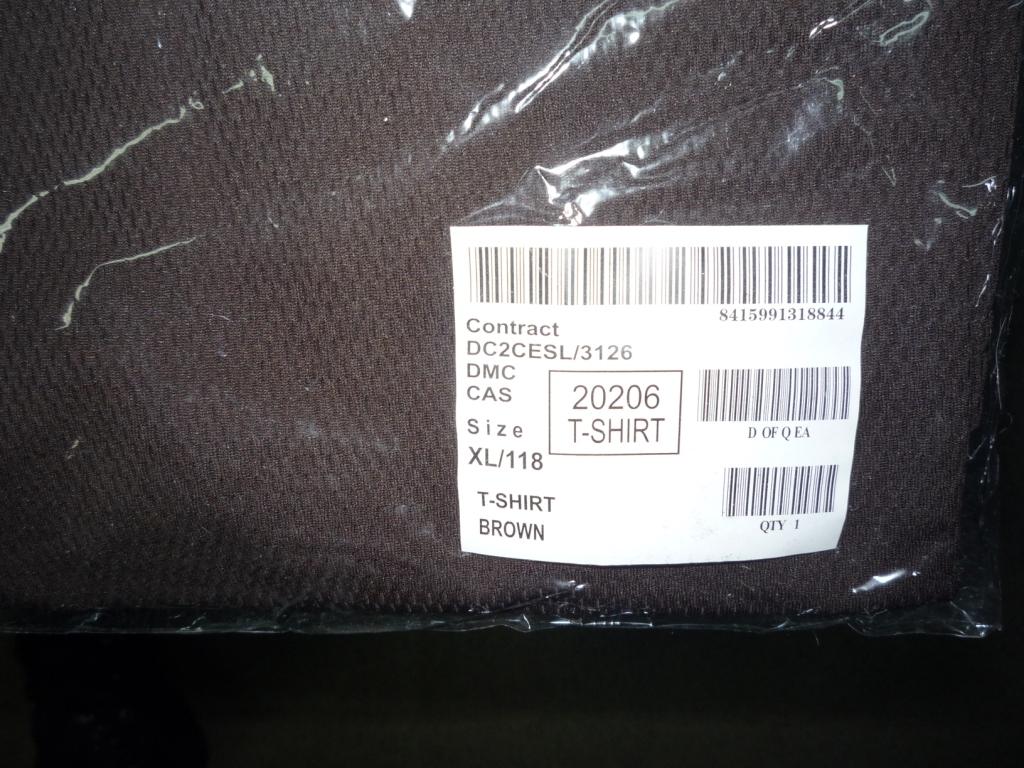 8415991318844
Contract
DC2CESL/3126
DMC
CAS
20206
T-SHIRT
D OF Q EA
Size
XL/118
T-SHIRT
BROWN
QTY 1